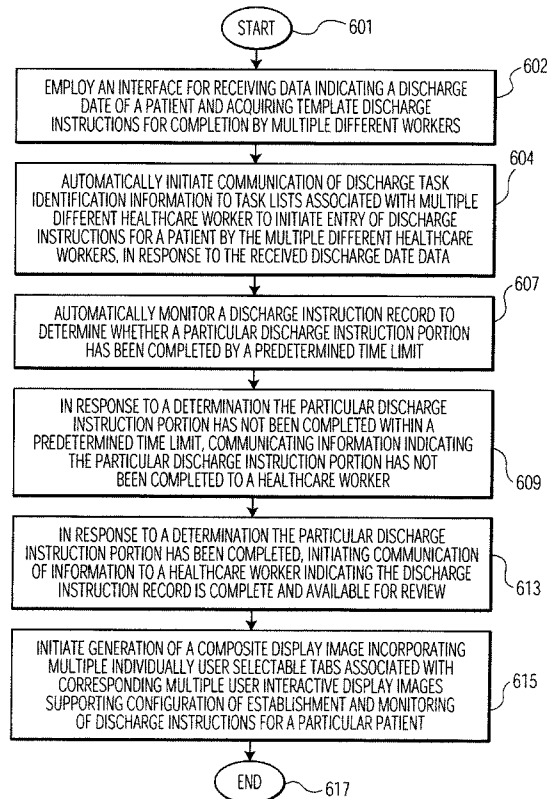 START
601
602
EMPLOY AN INTERFACE FOR RECEIVING DATA INDICATING A DISCHARGE
DATE OF A PATIENT AND ACQUIRING TEMPLATE DISCHARGE
INSTRUCTIONS FOR COMPLETION BY MULTIPLE DIFFERENT WORKERS
604
AUTOMATICALLY INITIATE COMMUNICATION OF DISCHARGE TASK
IDENTIFICATION INFORMATION TO TASK LISTS ASSOCIATED WITH MULTIPLE
DIFFERENT HEALTHCARE WORKER TO INITIATE ENTRY OF DISCHARGE
INSTRUCTIONS FOR A PATIENT BY THE MULTIPLE DIFFERENT HEALTHCARE
WORKERS, IN RESPONSE TO THE RECEIVED DISCHARGE DATE DATA
607
AUTOMATICALLY MONITOR A DISCHARGE INSTRUCTION RECORD TO
DETERMINE WHETHER A PARTICULAR DISCHARGE INSTRUCTION PORTION
HAS BEEN COMPLETED BY A PREDETERMINED TIME LIMIT
IN RESPONSE TO A DETERMINATION THE PARTICULAR DISCHARGE
INSTRUCTION PORTION HAS NOT BEEN COMPLETED WITHIN A
PREDETERMINED TIME LIMIT, COMMUNICATING INFORMATION INDICATING
THE PARTICULAR DISCHARGE INSTRUCTION PORTION HAS NOT
BEEN COMPLETED TO A HEALTHCARE WORKER
609
IN RESPONSE TO A DETERMINATION THE PARTICULAR DISCHARGE
INSTRUCTION PORTION HAS BEEN COMPLETED, INITIATING COMMUNICATION
OF INFORMATION TO A HEALTHCARE WORKER INDICATING THE DISCHARGE
INSTRUCTION RECORD IS COMPLETE AND AVAILABLE FOR REVIEW
613
INITIATE GENERATION OF A COMPOSITE DISPLAY IMAGE INCORPORATING
MULTIPLE INDIVIDUALLY USER SELECTABLE TABS ASSOCIATED WITH
CORRESPONDING MULTIPLE USER INTERACTIVE DISPLAY IMAGES
SUPPORTING CONFIGURATION OF ESTABLISHMENT AND MONITORING
OF DISCHARGE INSTRUCTIONS FOR A PARTICULAR PATIENT
615
END
617